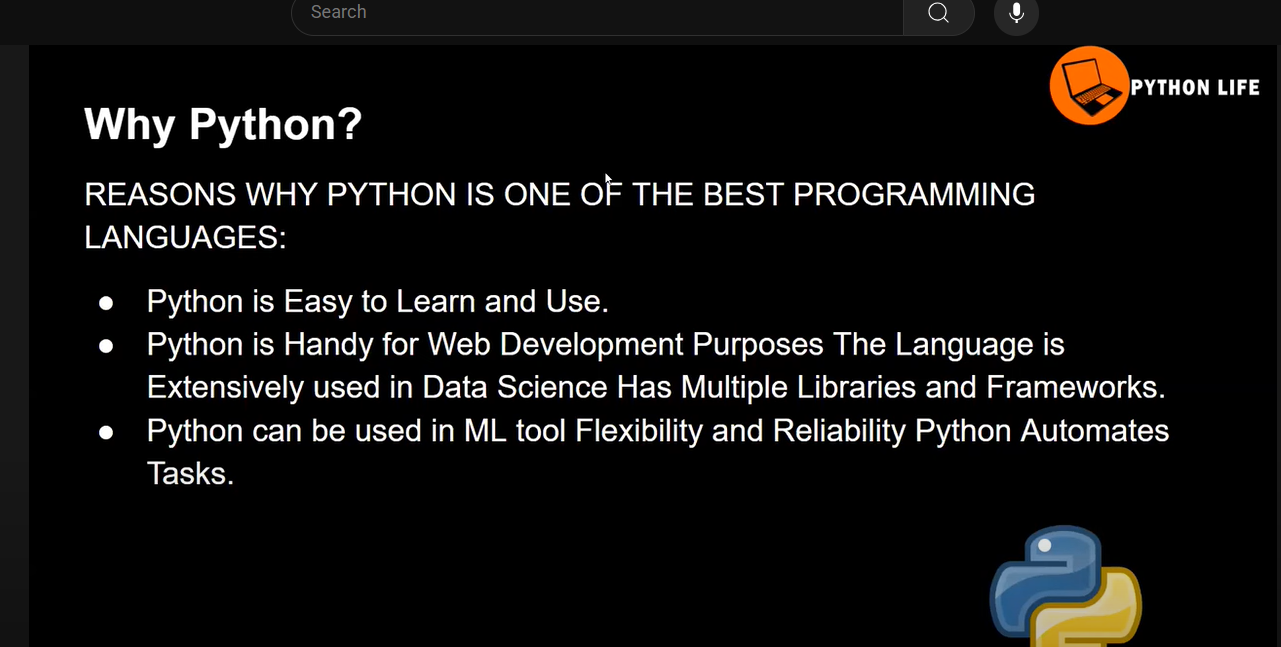 Search
PYTHON LIFE
Why Python?
REASONS WHY PYTHON IS ONE OF THE BEST PROGRAMMING
LANGUAGES:
● Python is Easy to Learn and Use.
● Python is Handy for Web Development Purposes The Language is
Extensively used in Data Science Has Multiple Libraries and Frameworks.
● Python can be used in ML tool Flexibility and Reliability Python Automates
Tasks.